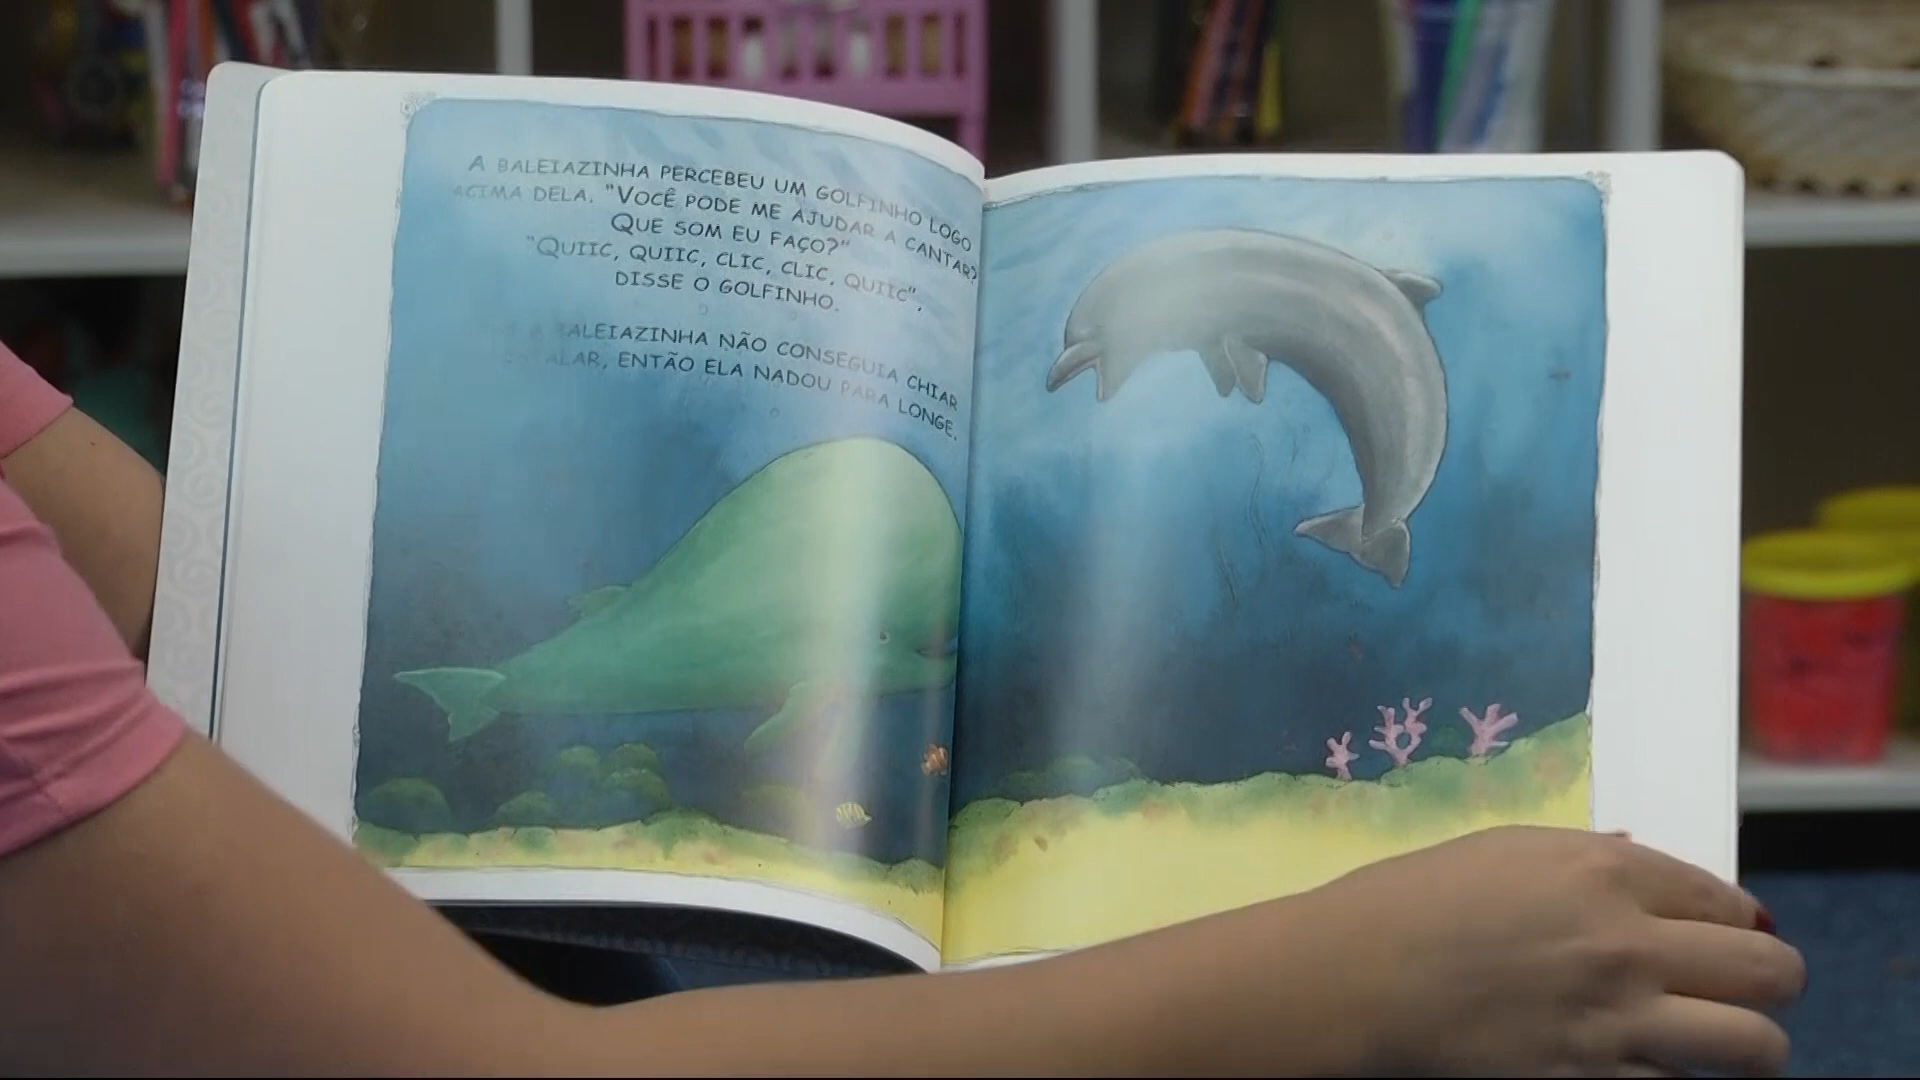 A BALEIAZINHA PERCEBEU UM GOLFINHO LOGO
ACIMA DELA. "VOCÊ PODE ME AJUDAR A CANTAR?
QUE SOM EU FAÇO?"
"QUIIC, QUIIC, CLIC, CLIC, QUIIC",
DISSE O GOLFINHO.
A BALEIAZINHA NÃO CONSEGUIA CHIAR
ENTÃO ELA NADOU PARA LONGE.